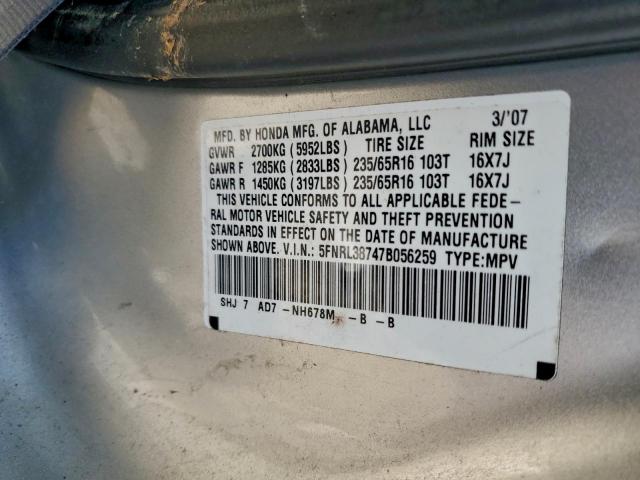 MFD. BY HONDA MFG. OF ALABAMA, LLC 3/'07
GVWR 2700KG (5952LBS) TIRE SIZE RIM SIZE
GAWR F 1285KG (2833LBS) 235/65R16 103T 16X7J
GAWR R 1450KG (3197LBS) 235/65R16 103T 16X7J
THIS VEHICLE CONFORMS TO ALL APPLICABLE FEDE-
RAL MOTOR VEHICLE SAFETY AND THEFT PREVENTION
STANDARDS IN EFFECT ON THE DATE OF MANUFACTURE
SHOWN ABOVE. V.I.N.: 5FNRL38747B056259 TYPE:MPV
SHJ 7 AD7 -NH678M -B -B